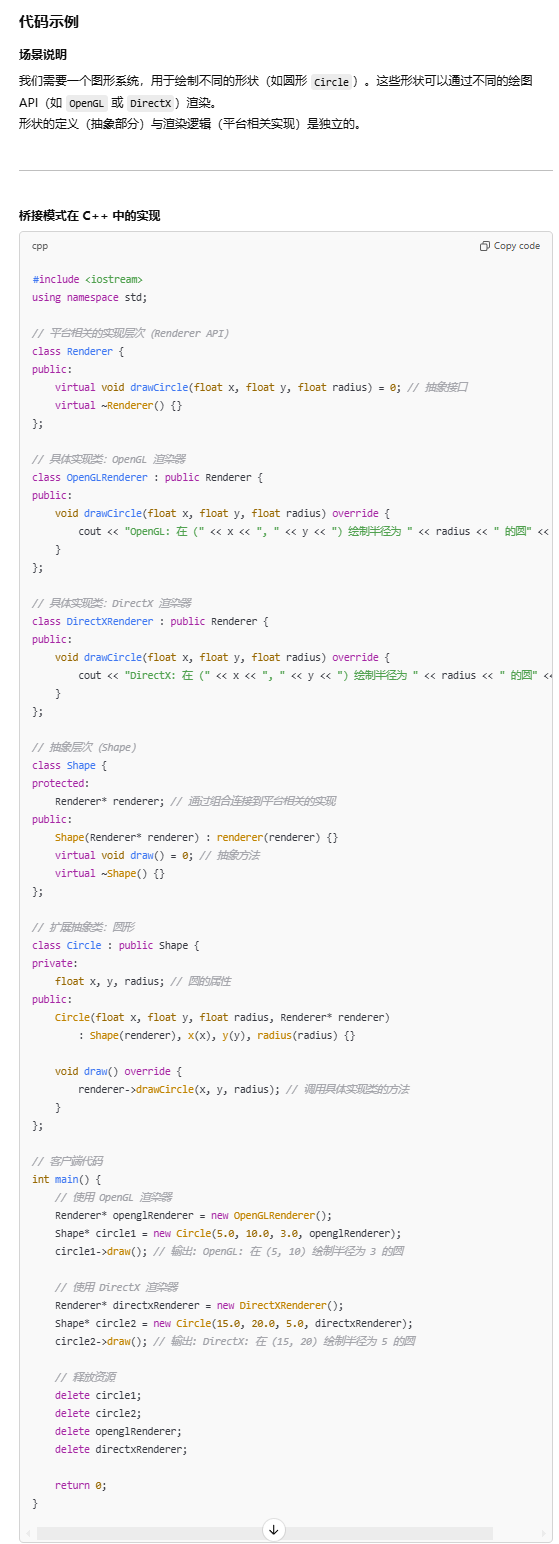 代码示例
场景说明
我们需要一个图形系统，用于绘制不同的形状（如圆形 Circle）。这些形状可以通过不同的绘图
API（如 OpenGL 或 DirectX）渲染。
形状的定义（抽象部分）与渲染逻辑（平台相关实现）是独立的。
桥接模式在 C++ 中的实现
cpp
Copy code
#include <iostream>
using namespace std;
// 平台相关的实现层次（Renderer API）
class Renderer {
public:
    virtual void drawCircle(float x, float y, float radius) = 0; // 抽象接口
    virtual ~Renderer() {}
};
// 具体实现类：OpenGL 渲染器
class OpenGLRenderer : public Renderer {
public:
    void drawCircle(float x, float y, float radius) override {
        cout << "OpenGL: 在 (" << x << ", " << y << ") 绘制半径为 " << radius << " 的圆" <<
    }
};
// 具体实现类：DirectX 渲染器
class DirectXRenderer : public Renderer {
public:
    void drawCircle(float x, float y, float radius) override {
        cout << "DirectX: 在 (" << x << ", " << y << ") 绘制半径为 " << radius << " 的圆" <<
    }
};
// 抽象层次（Shape）
class Shape {
protected:
    Renderer* renderer; // 通过组合连接到平台相关的实现
public:
    Shape(Renderer* renderer) : renderer(renderer) {}
    virtual void draw() = 0; // 抽象方法
    virtual ~Shape() {}
};
// 扩展抽象类：圆形
class Circle : public Shape {
private:
    float x, y, radius; // 圆的属性
public:
    Circle(float x, float y, float radius, Renderer* renderer)
        : Shape(renderer), x(x), y(y), radius(radius) {}
    void draw() override {
        renderer->drawCircle(x, y, radius); // 调用具体实现类的方法
    }
};
// 客户端代码
int main() {
    // 使用 OpenGL 渲染器
    Renderer* openglRenderer = new OpenGLRenderer();
    Shape* circle1 = new Circle(5.0, 10.0, 3.0, openglRenderer);
    circle1->draw(); // 输出：OpenGL: 在 (5, 10) 绘制半径为 3 的圆
    // 使用 DirectX 渲染器
    Renderer* directxRenderer = new DirectXRenderer();
    Shape* circle2 = new Circle(15.0, 20.0, 5.0, directxRenderer);
    circle2->draw(); // 输出：DirectX: 在 (15, 20) 绘制半径为 5 的圆
    // 释放资源
    delete circle1;
    delete circle2;
    delete openglRenderer;
    delete directxRenderer;
    return 0;
}